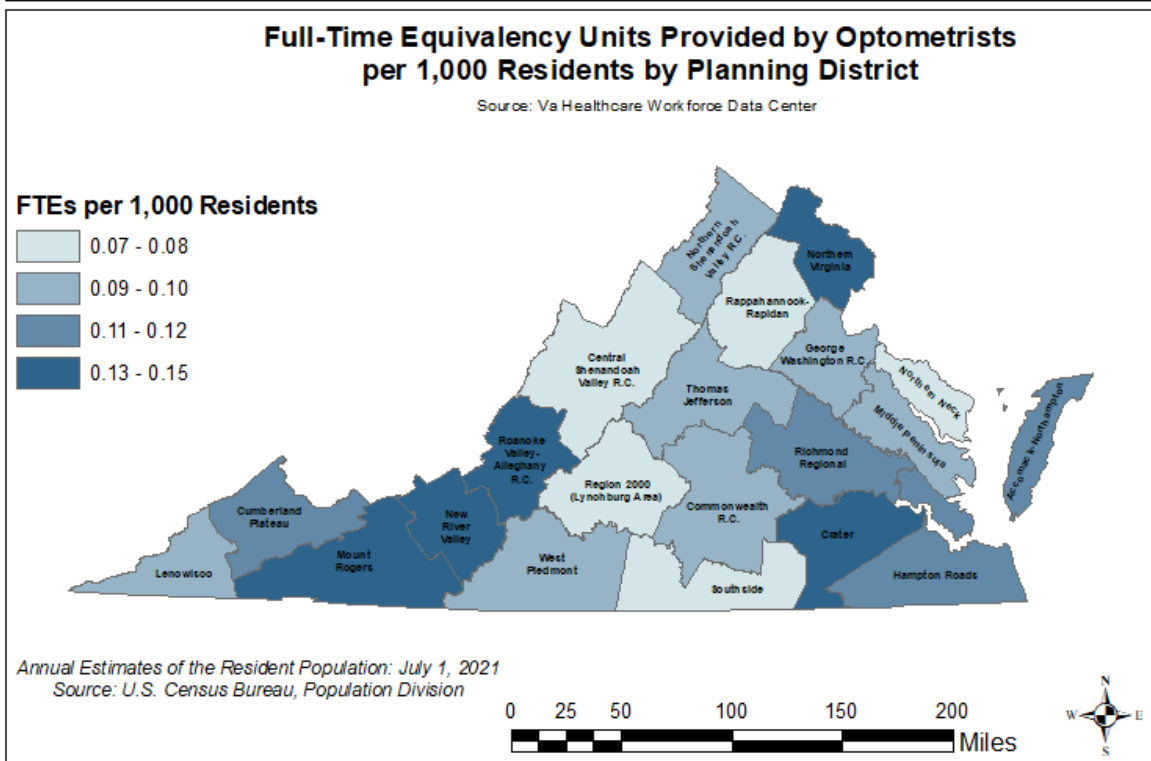 Full-Time Equivalency Units Provided by Optometrists
per 1,000 Residents by Planning District
Source: Va Healthcare Workforce Data Center
FTEs per 1,000 Residents
0.07 - 0.08
0.09 - 0.10
0.11 - 0.12
0.13 - 0.15
Northern
Shenandoah
Valley R.C.
Northern
Virginia
Rappahannock-
Rapidan
Central
Shenandoah
Valley R.C.
George
Washington R.C.
Northern Neck
Thomas
Jefferson
Middle Peninsula
Accomack-Northampton
Roanoke
Valley-
Alleghany
R.C.
Richmond
Regional
Region 2000
(Lynchburg Area)
Commonwealth
R.C.
Cumberland
Plateau
New
River
Valley
Crater
Mount
Rogers
West
Piedmont
Lenowisco
Southside
Hampton Roads
Annual Estimates of the Resident Population: July 1, 2021
Source: U.S. Census Bureau, Population Division
0 25 50 100 150 200
Miles
N
W E
S